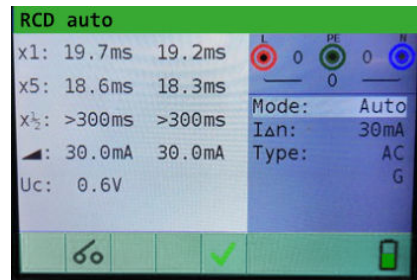 RCD auto
x1: 19.7ms 19.2ms
x5: 18.6ms 18.3ms
x½: >300ms >300ms
◢: 30.0mA 30.0mA
Uc: 0.6V
L PE N
0 0
0
Mode: Auto
I∆n: 30mA
Type: AC
G